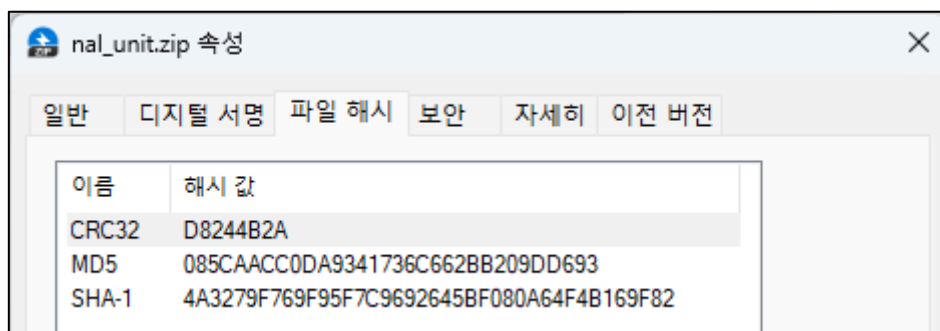 ZIP nal_unit.zip 속성
일반 디지털 서명 파일 해시 보안 자세히 이전 버전
이름 해시 값
CRC32 D8244B2A
MD5 085CAACC0DA9341736C662BB209DD693
SHA-1 4A3279F769F95F7C9692645BF080A64F4B169F82